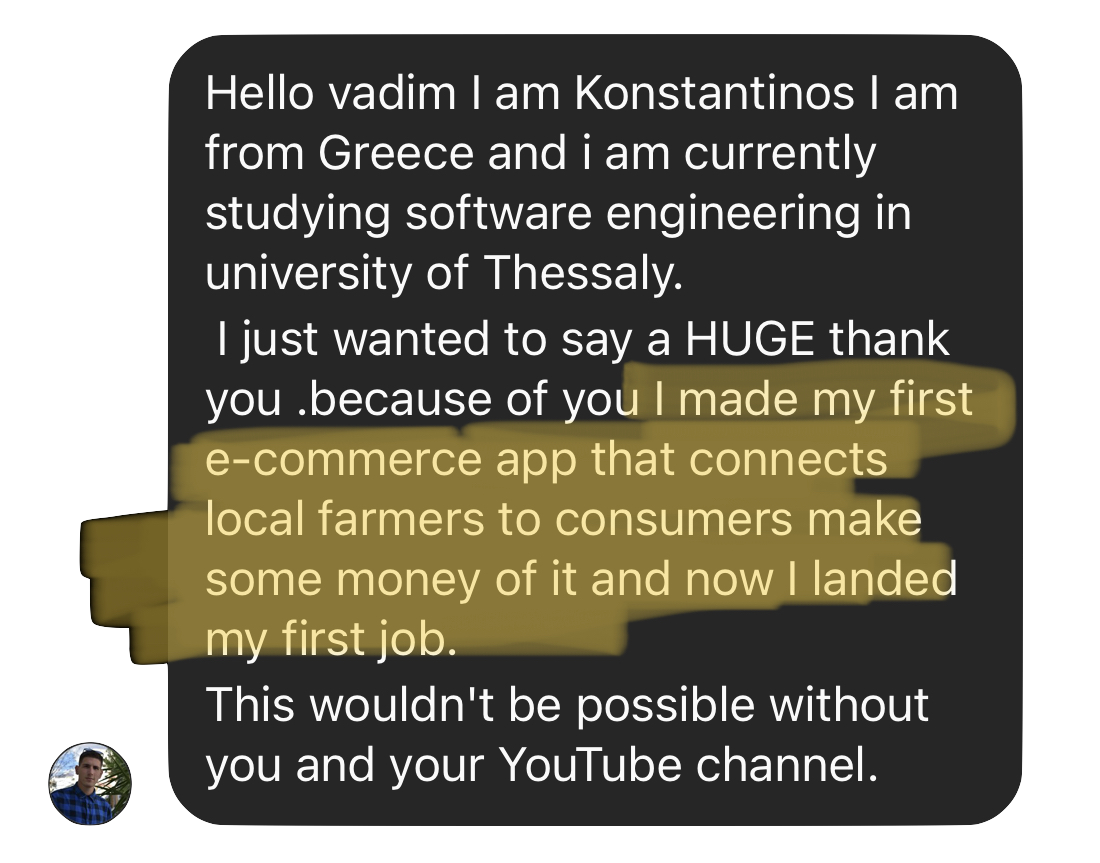 Hello vadim I am Konstantinos I am
from Greece and i am currently
studying software engineering in
university of Thessaly.
I just wanted to say a HUGE thank
you .because of you I made my first
e-commerce app that connects
local farmers to consumers make
some money of it and now I landed
my first job.
This wouldn't be possible without
you and your YouTube channel.